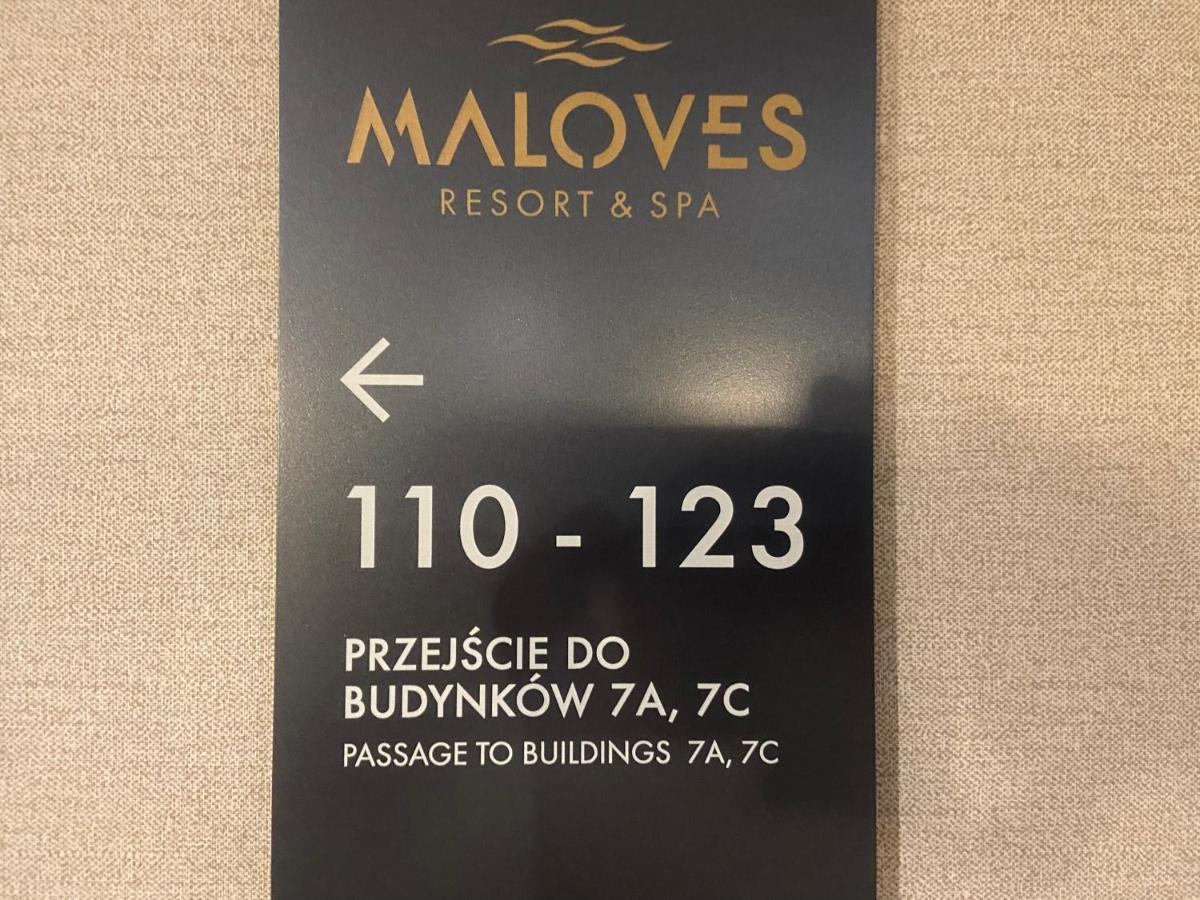 MALOVES
RESORT & SPA
←
110 - 123
PRZEJŚCIE DO
BUDYNKÓW 7A, 7C
PASSAGE TO BUILDINGS 7A, 7C